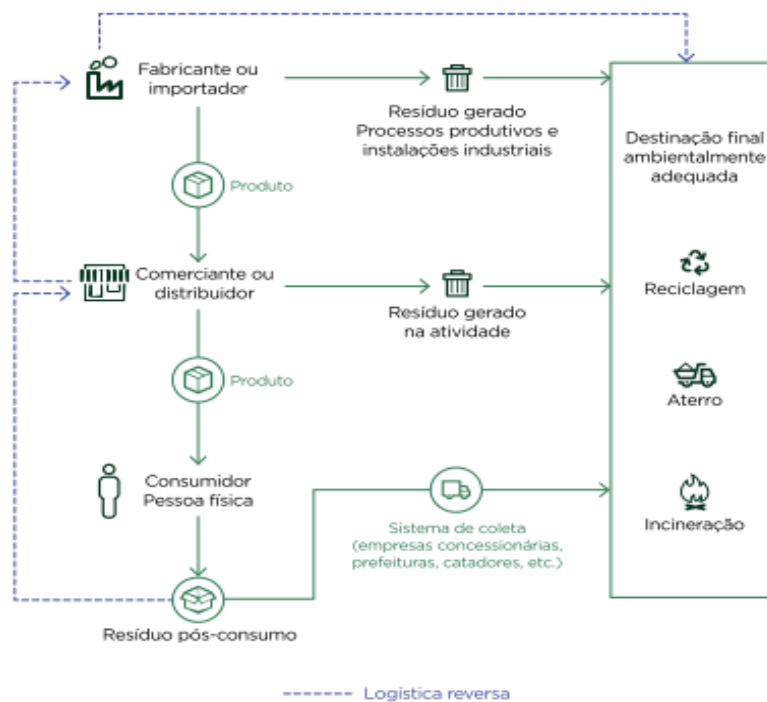 Fabricante ou
importador
Resíduo gerado
Processos produtivos e
instalações industriais
Destinação final
ambientalmente
adequada
Produto
Comerciante ou
distribuidor
Resíduo gerado
na atividade
Reciclagem
Produto
Aterro
Consumidor
Pessoa física
Sistema de coleta
(empresas concessionárias,
prefeituras, catadores, etc.)
Incineração
Resíduo pós-consumo
Logística reversa